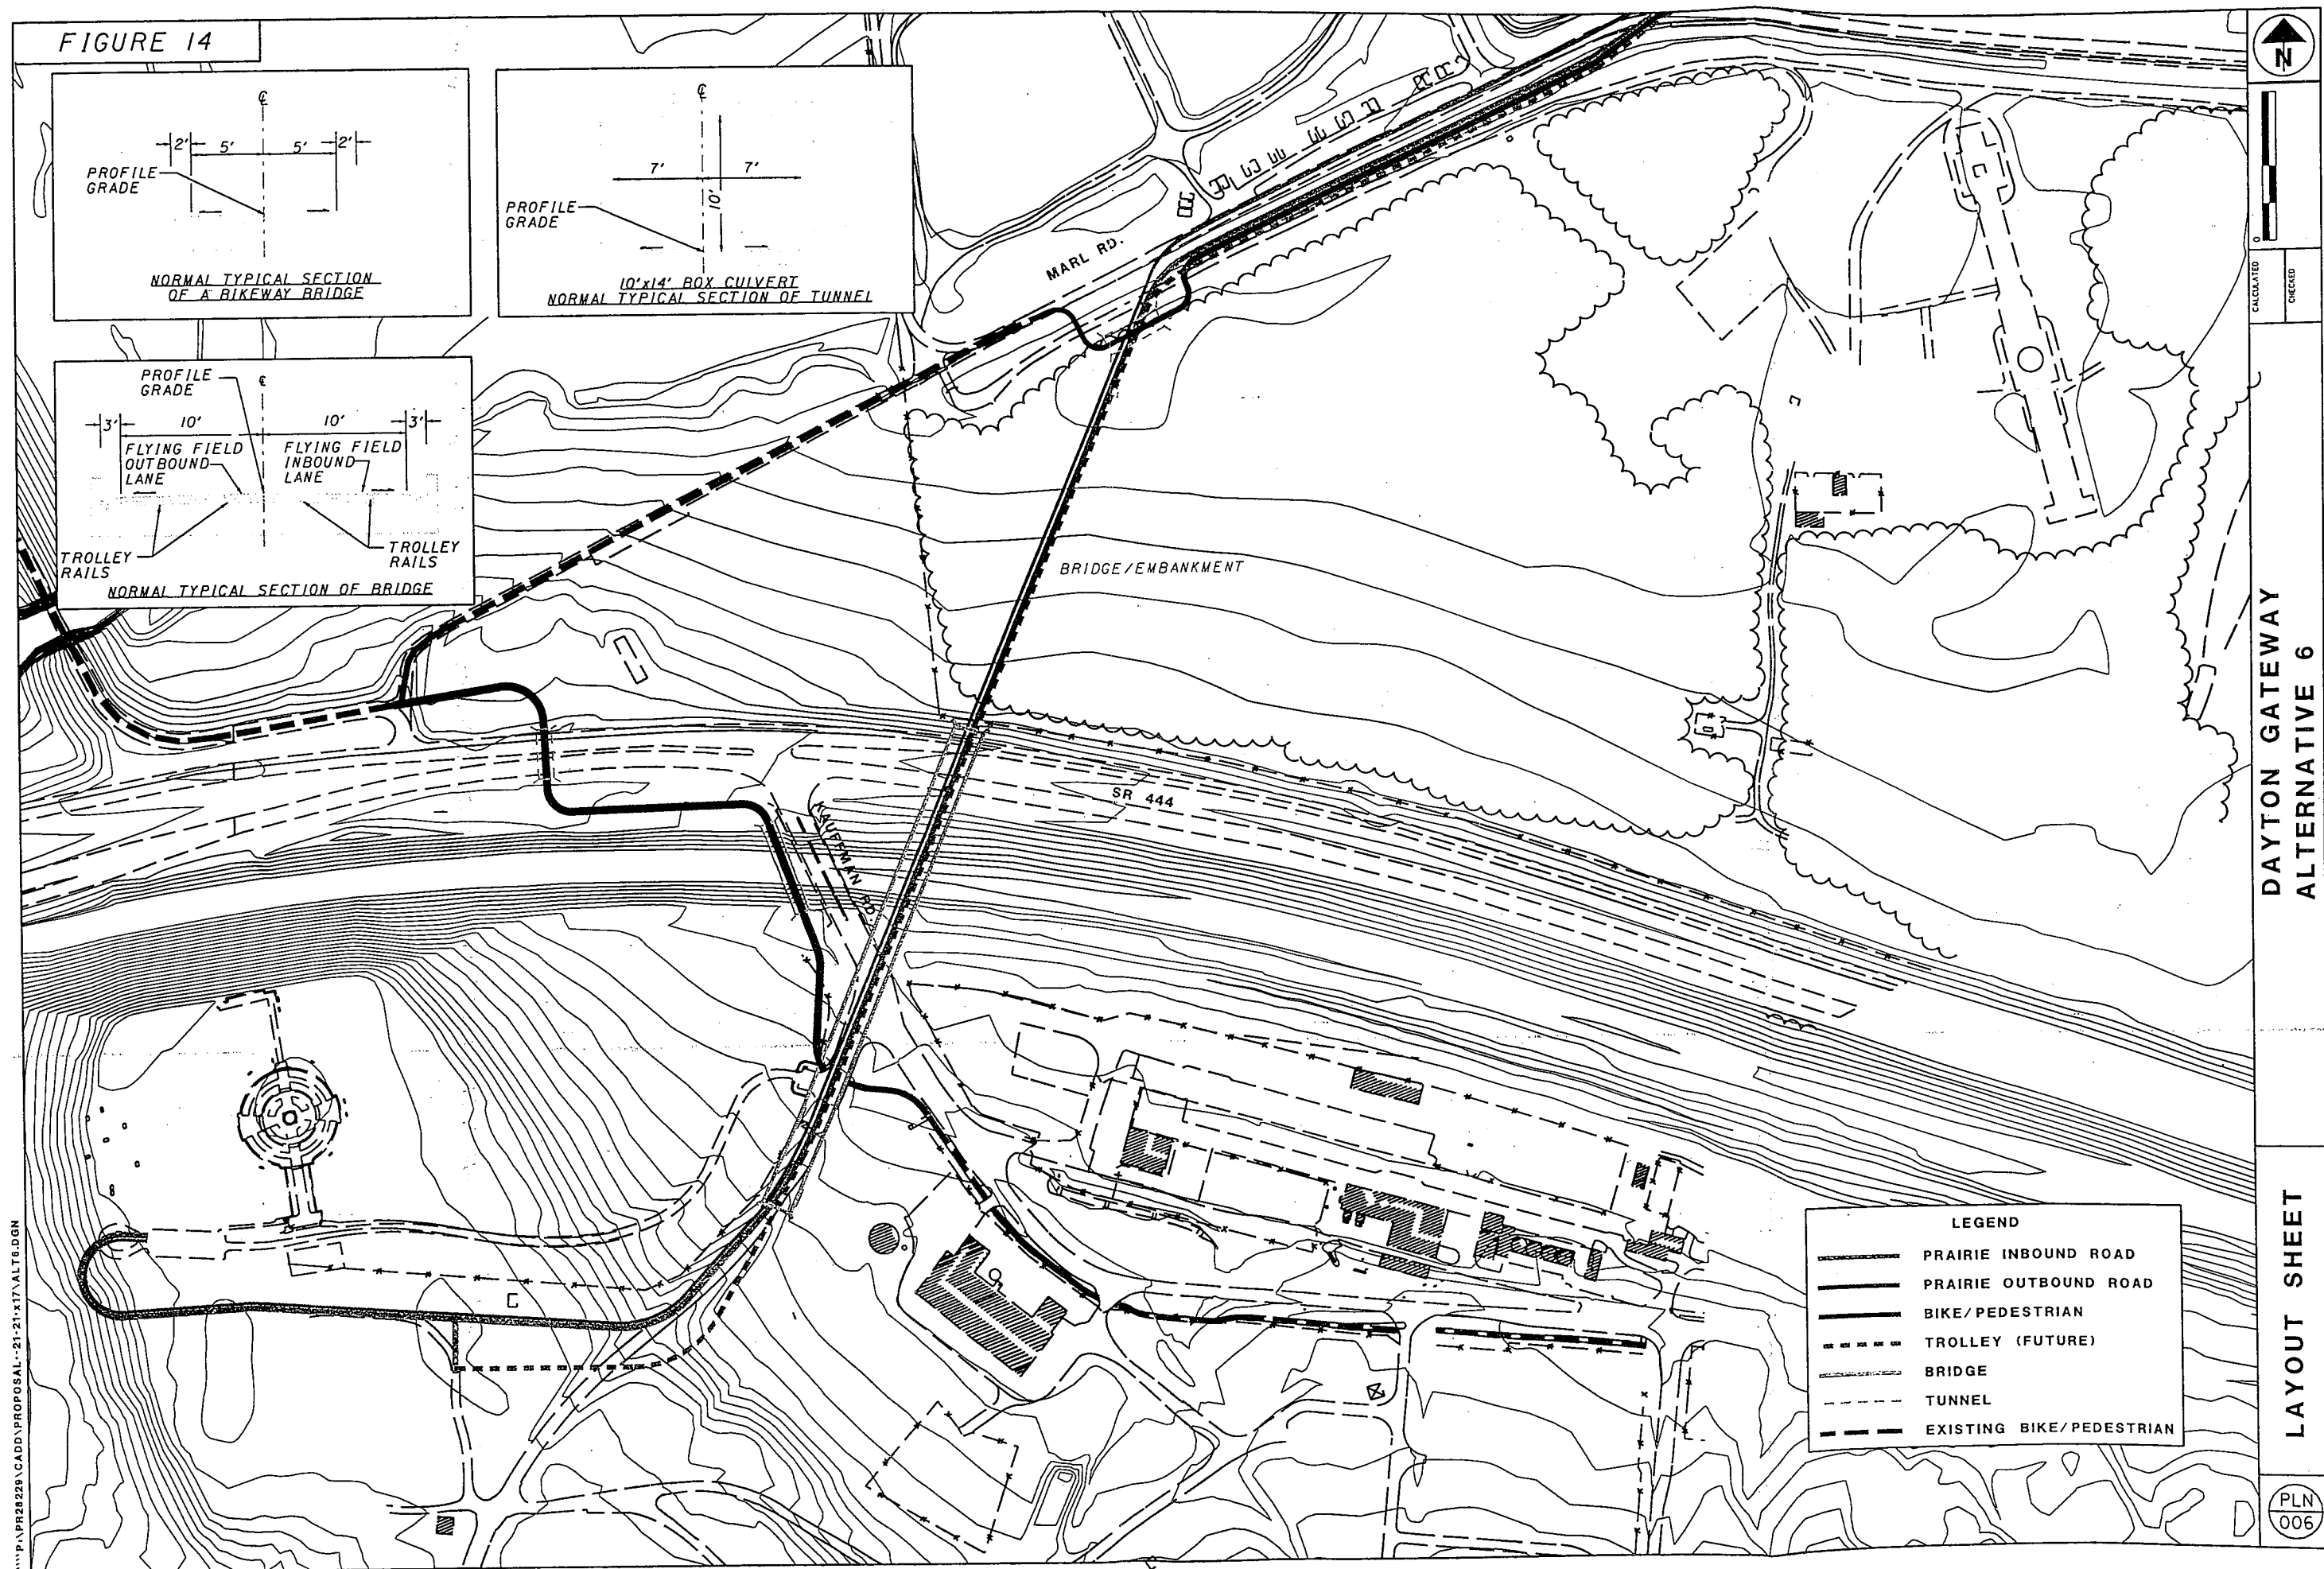 FIGURE 14
℄
2' 5' 5' 2'
PROFILE
GRADE
NORMAL TYPICAL SECTION
OF A BIKEWAY BRIDGE
℄
7' 7'
10'
PROFILE
GRADE
10'x14' BOX CULVERT
NORMAL TYPICAL SECTION OF TUNNEL
PROFILE
GRADE
℄
3' 10' 10' 3'
FLYING FIELD
OUTBOUND
LANE
FLYING FIELD
INBOUND
LANE
TROLLEY
RAILS
TROLLEY
RAILS
NORMAL TYPICAL SECTION OF BRIDGE
MARL RD.
BRIDGE/EMBANKMENT
SR 444
KAUFFMAN RD.
LEGEND
PRAIRIE INBOUND ROAD
PRAIRIE OUTBOUND ROAD
BIKE/PEDESTRIAN
TROLLEY (FUTURE)
BRIDGE
TUNNEL
EXISTING BIKE/PEDESTRIAN
N
0
CALCULATED
CHECKED
DAYTON GATEWAY
ALTERNATIVE 6
LAYOUT SHEET
PLN
006
P:\PR28229\CADD\PROPOSAL--21-21-x17\ALT6.DGN